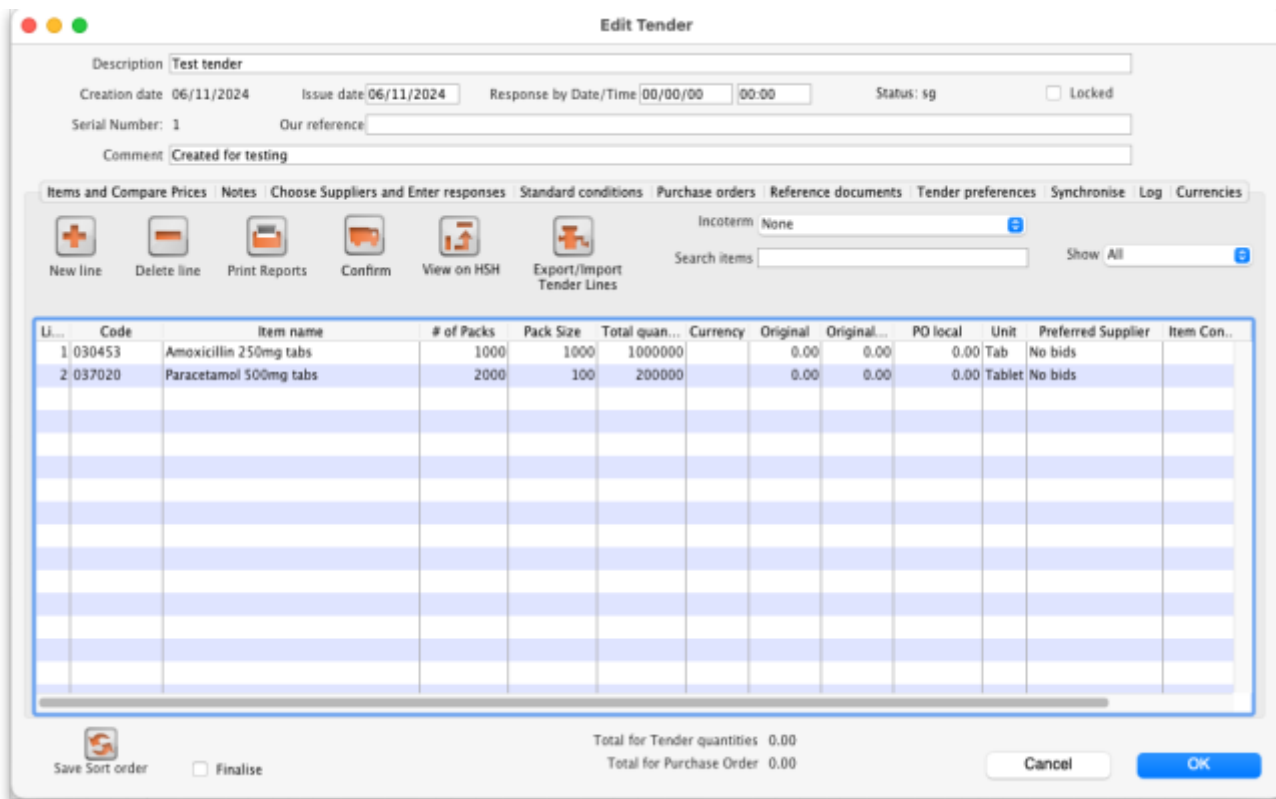 Edit Tender
Description Test tender
Creation date 06/11/2024 Issue date 06/11/2024 Response by Date/Time 00/00/00 00:00 Status: sg Locked
Serial Number: 1 Our reference
Comment Created for testing
Items and Compare Prices Notes Choose Suppliers and Enter responses Standard conditions Purchase orders Reference documents Tender preferences Synchronise Log Currencies
Incoterm None
Search items Show All
New line Delete line Print Reports Confirm View on HSH Export/Import
Tender Lines
Li... Code Item name # of Packs Pack Size Total quan... Currency Original Original... PO local Unit Preferred Supplier Item Con..
1 030453 Amoxicillin 250mg tabs 1000 1000 1000000 0.00 0.00 0.00 Tab No bids
2 037020 Paracetamol 500mg tabs 2000 100 200000 0.00 0.00 0.00 Tablet No bids
Total for Tender quantities 0.00
Total for Purchase Order 0.00
Save Sort order Finalise Cancel OK